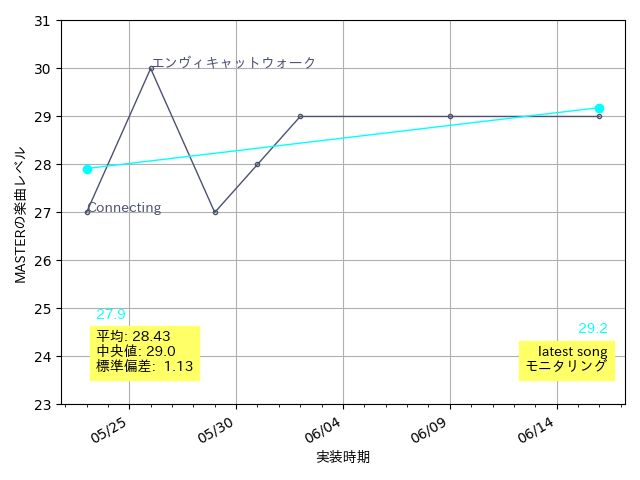 31
30
29
28
27
26
25
24
23
MASTERの楽曲レベル
エンヴィキャットウォーク
Connecting
27.9
平均: 28.43
中央値: 29.0
標準偏差: 1.13
29.2
latest song
モニタリング
05/25
05/30
06/04
06/09
06/14
実装時期